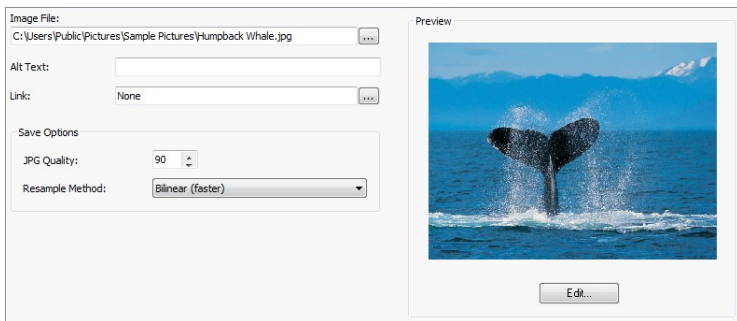 Image File:
C:\Users\Public\Pictures\Sample Pictures\Humpback Whale.jpg ...
Alt Text:
Link: None ...
Save Options
JPG Quality: 90
Resample Method: Bilinear (faster)
Preview
Edit...